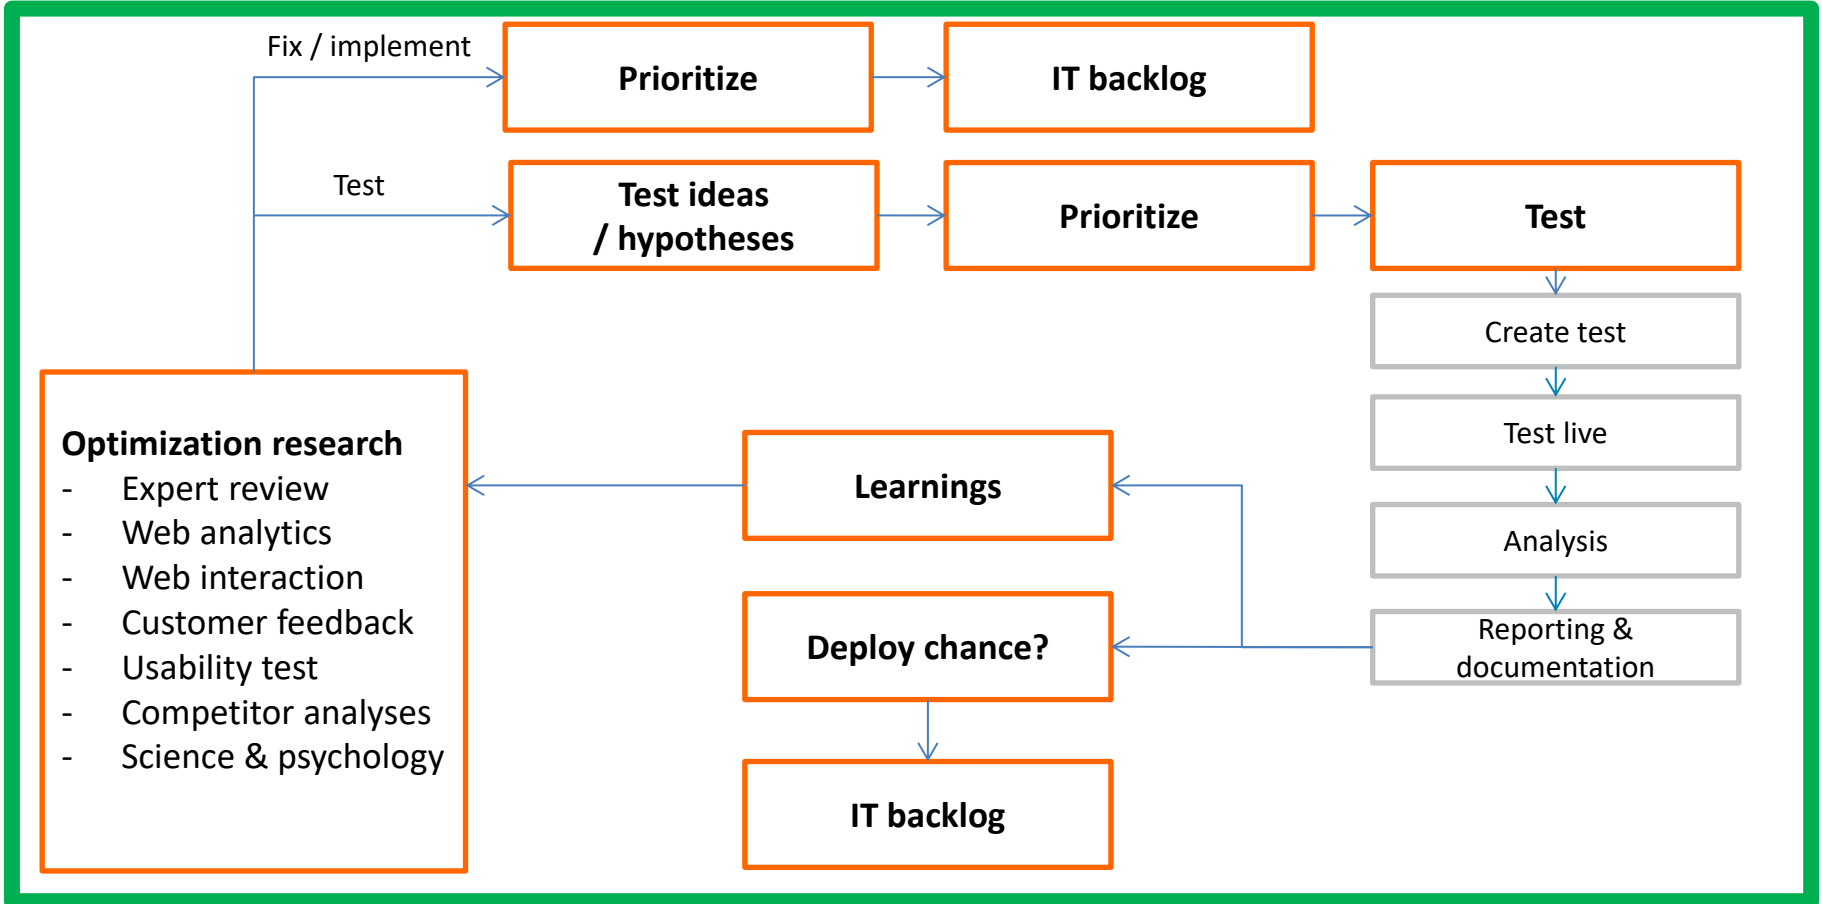 Fix / implement
Prioritize
IT backlog
Test
Test ideas
/ hypotheses
Prioritize
Test
Create test
Test live
Analysis
Reporting &
documentation
Optimization research
- Expert review
- Web analytics
- Web interaction
- Customer feedback
- Usability test
- Competitor analyses
- Science & psychology
Learnings
Deploy chance?
IT backlog